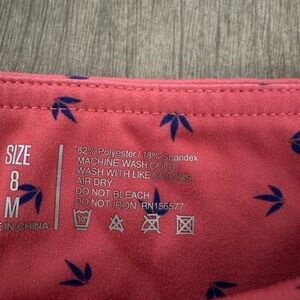 SIZE
8
M
E IN CHINA
82% Polyester / 18% Spandex
MACHINE WASH COLD
WASH WITH LIKE COLORS
AIR DRY
DO NOT BLEACH
DO NOT IRON RN156577
30°